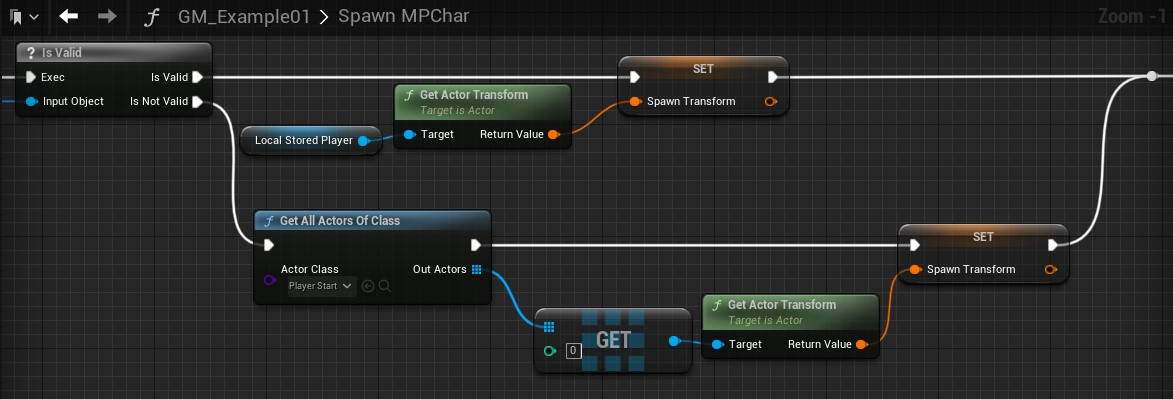 GM_Example01 > Spawn MPChar
Zoom -1
? Is Valid
Exec
Is Valid
Input Object
Is Not Valid
Local Stored Player
f Get Actor Transform
Target is Actor
Target
Return Value
SET
Spawn Transform
f Get All Actors Of Class
Actor Class
Out Actors
Player Start
0
GET
f Get Actor Transform
Target is Actor
Target
Return Value
SET
Spawn Transform